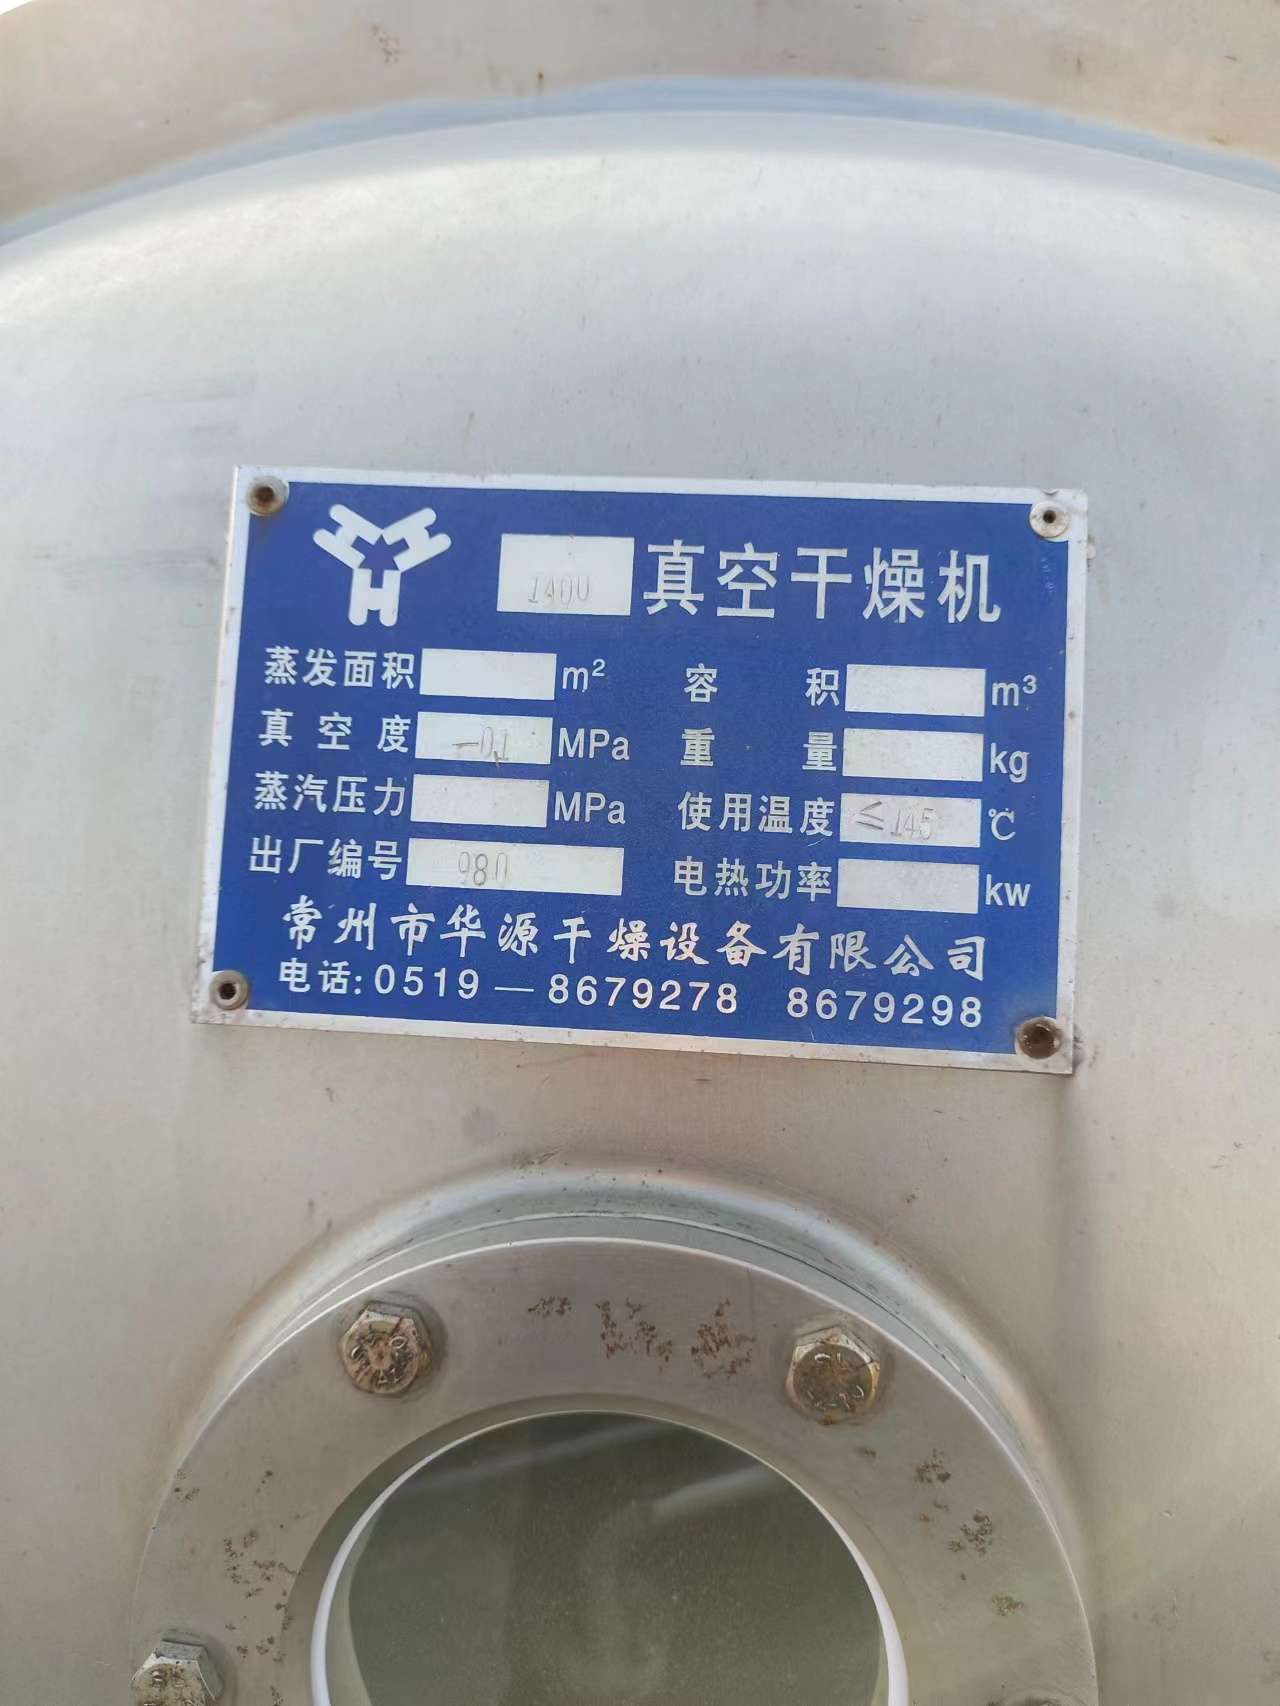 1400 真空干燥机
蒸发面积 m² 容积 m³
真空度 -0.1 MPa 重量 kg
蒸汽压力 MPa 使用温度 ≤145 ℃
出厂编号 980 电热功率 kw
常州市华源干燥设备有限公司
电话:0519—8679278 8679298